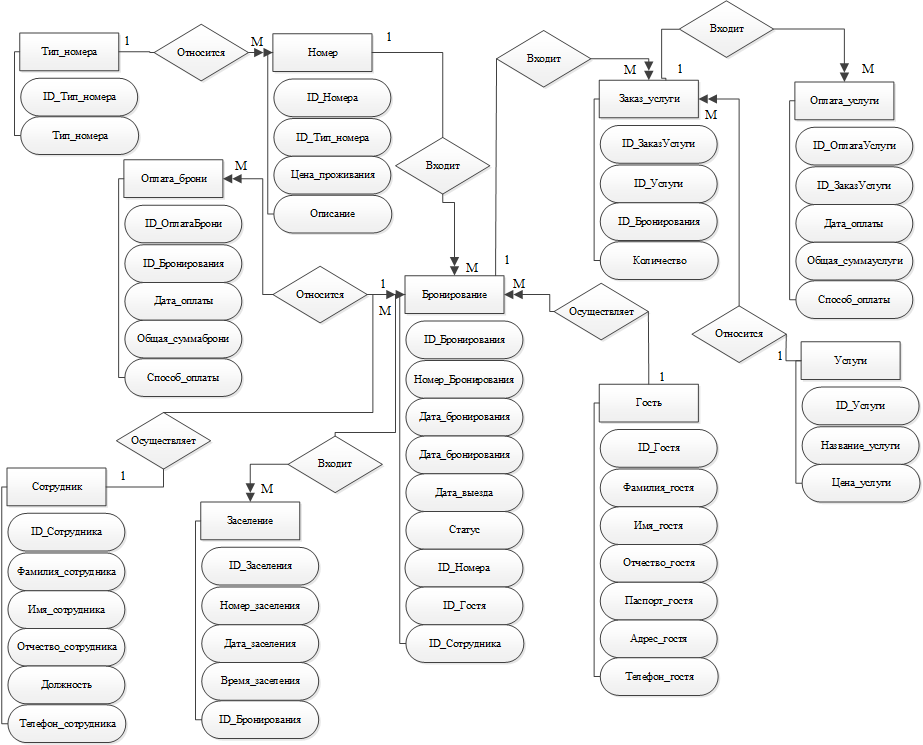 Тип_номера
1
Относится
М
Номер
1
ID_Тип_номера
Тип_номера
ID_Номера
ID_Тип_номера
Цена_проживания
Описание
Входит
М
Оплата_брони
М
ID_ОплатаБрони
ID_Бронирования
Дата_оплаты
Общая_суммаброни
Способ_оплаты
Относится
1
М
Входит
М
Заказ_услуги
1
М
ID_ЗаказУслуги
ID_Услуги
ID_Бронирования
Количество
Входит
М
Оплата_услуги
ID_ОплатаУслуги
ID_ЗаказУслуги
Дата_оплаты
Общая_суммауслуги
Способ_оплаты
Бронирование
1
М
ID_Бронирования
Номер_Бронирования
Дата_бронирования
Дата_бронирования
Дата_выезда
Статус
ID_Номера
ID_Гостя
ID_Сотрудника
Осуществляет
1
Гость
ID_Гостя
Фамилия_гостя
Имя_гостя
Отчество_гостя
Паспорт_гостя
Адрес_гостя
Телефон_гостя
Относится
1
Услуги
ID_Услуги
Название_услуги
Цена_услуги
Осуществляет
1
Сотрудник
ID_Сотрудника
Фамилия_сотрудника
Имя_сотрудника
Отчество_сотрудника
Должность
Телефон_сотрудника
Входит
М
Заселение
ID_Заселения
Номер_заселения
Дата_заселения
Время_заселения
ID_Бронирования